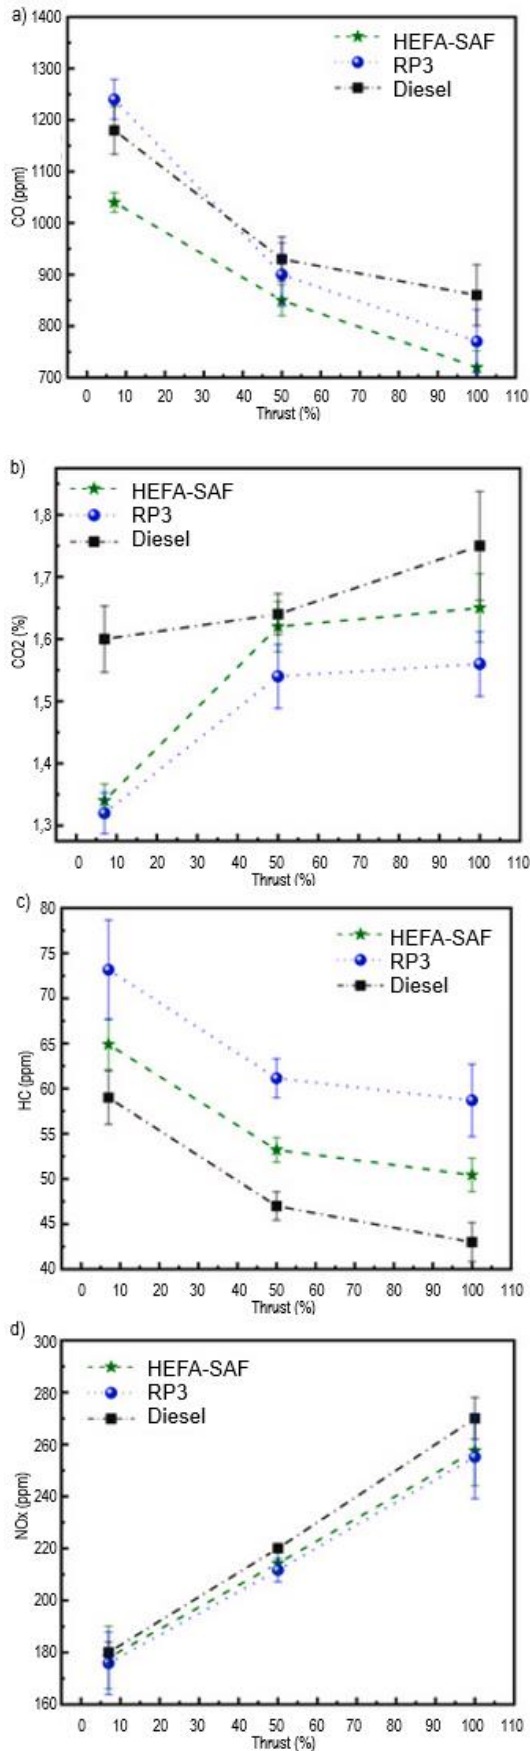 a)
1400
1300
1200
1100
1000
900
800
700
CO (ppm)
HEFA-SAF
RP3
Diesel
0 10 20 30 40 50 60 70 80 90 100 110
Thrust (%)
b)
1,8
1,7
1,6
1,5
1,4
1,3
CO2 (%)
HEFA-SAF
RP3
Diesel
0 10 20 30 40 50 60 70 80 90 100 110
Thrust (%)
c)
80
75
70
65
60
55
50
45
40
HC (ppm)
HEFA-SAF
RP3
Diesel
0 10 20 30 40 50 60 70 80 90 100 110
Thrust (%)
d)
300
280
260
240
220
200
180
160
NOx (ppm)
HEFA-SAF
RP3
Diesel
0 10 20 30 40 50 60 70 80 90 100 110
Thrust (%)